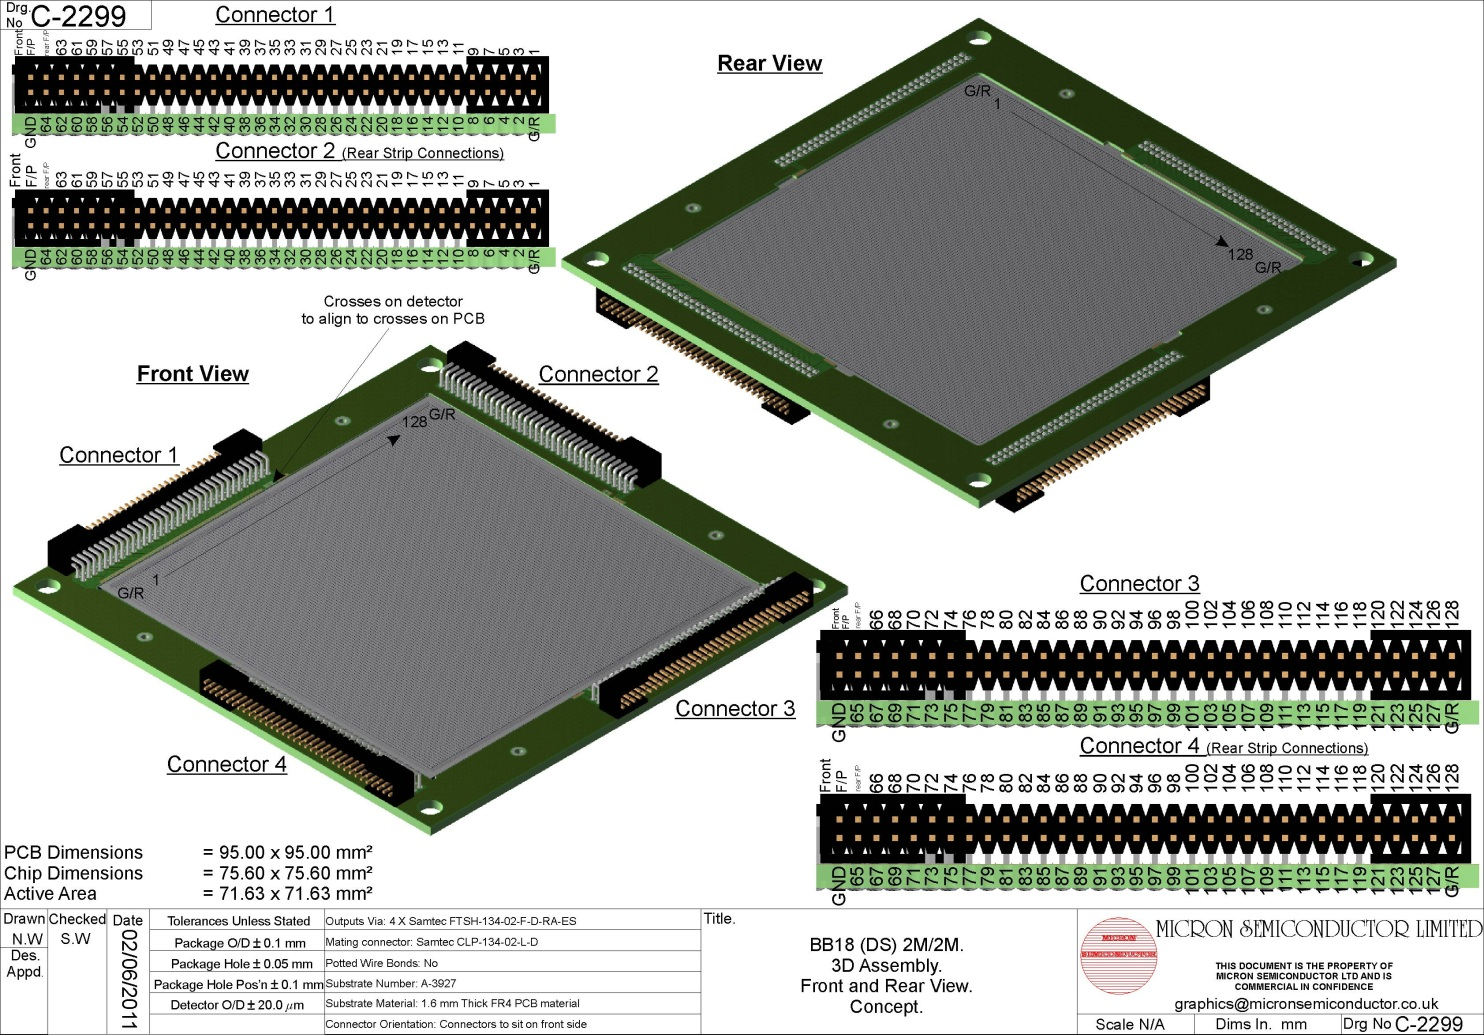 Drg. No C-2299
Connector 1
Front F/P rear F/P 63 61 59 57 55 53 51 49 47 45 43 41 39 37 35 33 31 29 27 25 23 21 19 17 15 13 11 9 7 5 3 1
GND 64 62 60 58 56 54 52 50 48 46 44 42 40 38 36 34 32 30 28 26 24 22 20 18 16 14 12 10 8 6 4 2 G/R
Connector 2 (Rear Strip Connections)
Front F/P rear F/P 63 61 59 57 55 53 51 49 47 45 43 41 39 37 35 33 31 29 27 25 23 21 19 17 15 13 11 9 7 5 3 1
GND 64 62 60 58 56 54 52 50 48 46 44 42 40 38 36 34 32 30 28 26 24 22 20 18 16 14 12 10 8 6 4 2 G/R
Rear View
G/R
1
128
G/R
Crosses on detector
to align to crosses on PCB
Front View
Connector 2
Connector 1
128 G/R
1
G/R
Connector 3
Connector 4
Connector 3
Front F/P rear F/P 66 68 70 72 74 76 78 80 82 84 86 88 90 92 94 96 98 100 102 104 106 108 110 112 114 116 118 120 122 124 126 128
GND 65 67 69 71 73 75 77 79 81 83 85 87 89 91 93 95 97 99 101 103 105 107 109 111 113 115 117 119 121 123 125 127 G/R
Connector 4 (Rear Strip Connections)
Front F/P rear F/P 66 68 70 72 74 76 78 80 82 84 86 88 90 92 94 96 98 100 102 104 106 108 110 112 114 116 118 120 122 124 126 128
GND 65 67 69 71 73 75 77 79 81 83 85 87 89 91 93 95 97 99 101 103 105 107 109 111 113 115 117 119 121 123 125 127 G/R
PCB Dimensions = 95.00 x 95.00 mm²
Chip Dimensions = 75.60 x 75.60 mm²
Active Area = 71.63 x 71.63 mm²
Drawn
N.W
Des. Appd.
Checked
S.W
Date
02/06/2011
Tolerances Unless Stated
Package O/D ± 0.1 mm
Package Hole ± 0.05 mm
Package Hole Pos'n ± 0.1 mm
Detector O/D ± 20.0 µm
Outputs Via: 4 X Samtec FTSH-134-02-F-D-RA-ES
Mating connector: Samtec CLP-134-02-L-D
Potted Wire Bonds: No
Substrate Number: A-3927
Substrate Material: 1.6 mm Thick FR4 PCB material
Connector Orientation: Connectors to sit on front side
Title.
BB18 (DS) 2M/2M.
3D Assembly.
Front and Rear View.
Concept.
MICRON
SEMICONDUCTOR
MICRON SEMICONDUCTOR LIMITED
THIS DOCUMENT IS THE PROPERTY OF
MICRON SEMICONDUCTOR LTD AND IS
COMMERCIAL IN CONFIDENCE
graphics@micronsemiconductor.co.uk
Scale N/A
Dims In. mm
Drg No C-2299